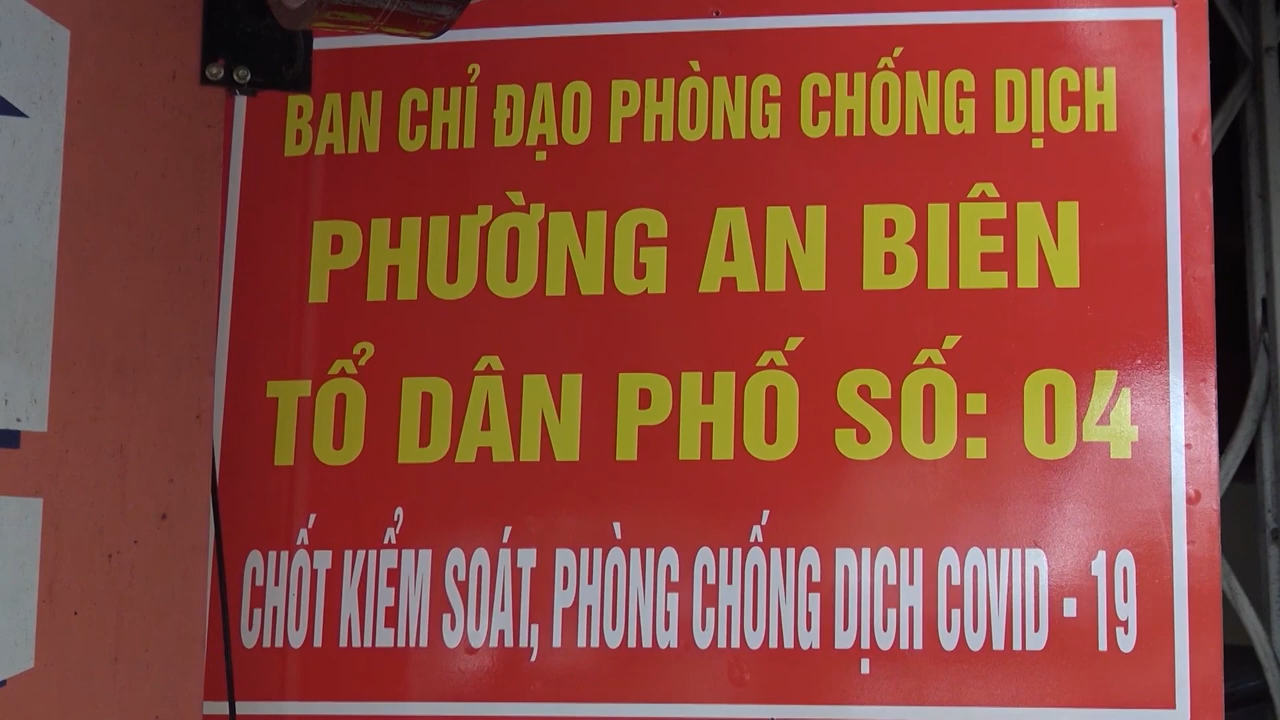 BAN CHỈ ĐẠO PHÒNG CHỐNG DỊCH
PHƯỜNG AN BIÊN
TỔ DÂN PHỐ SỐ: 04
CHỐT KIỂM SOÁT, PHÒNG CHỐNG DỊCH COVID - 19